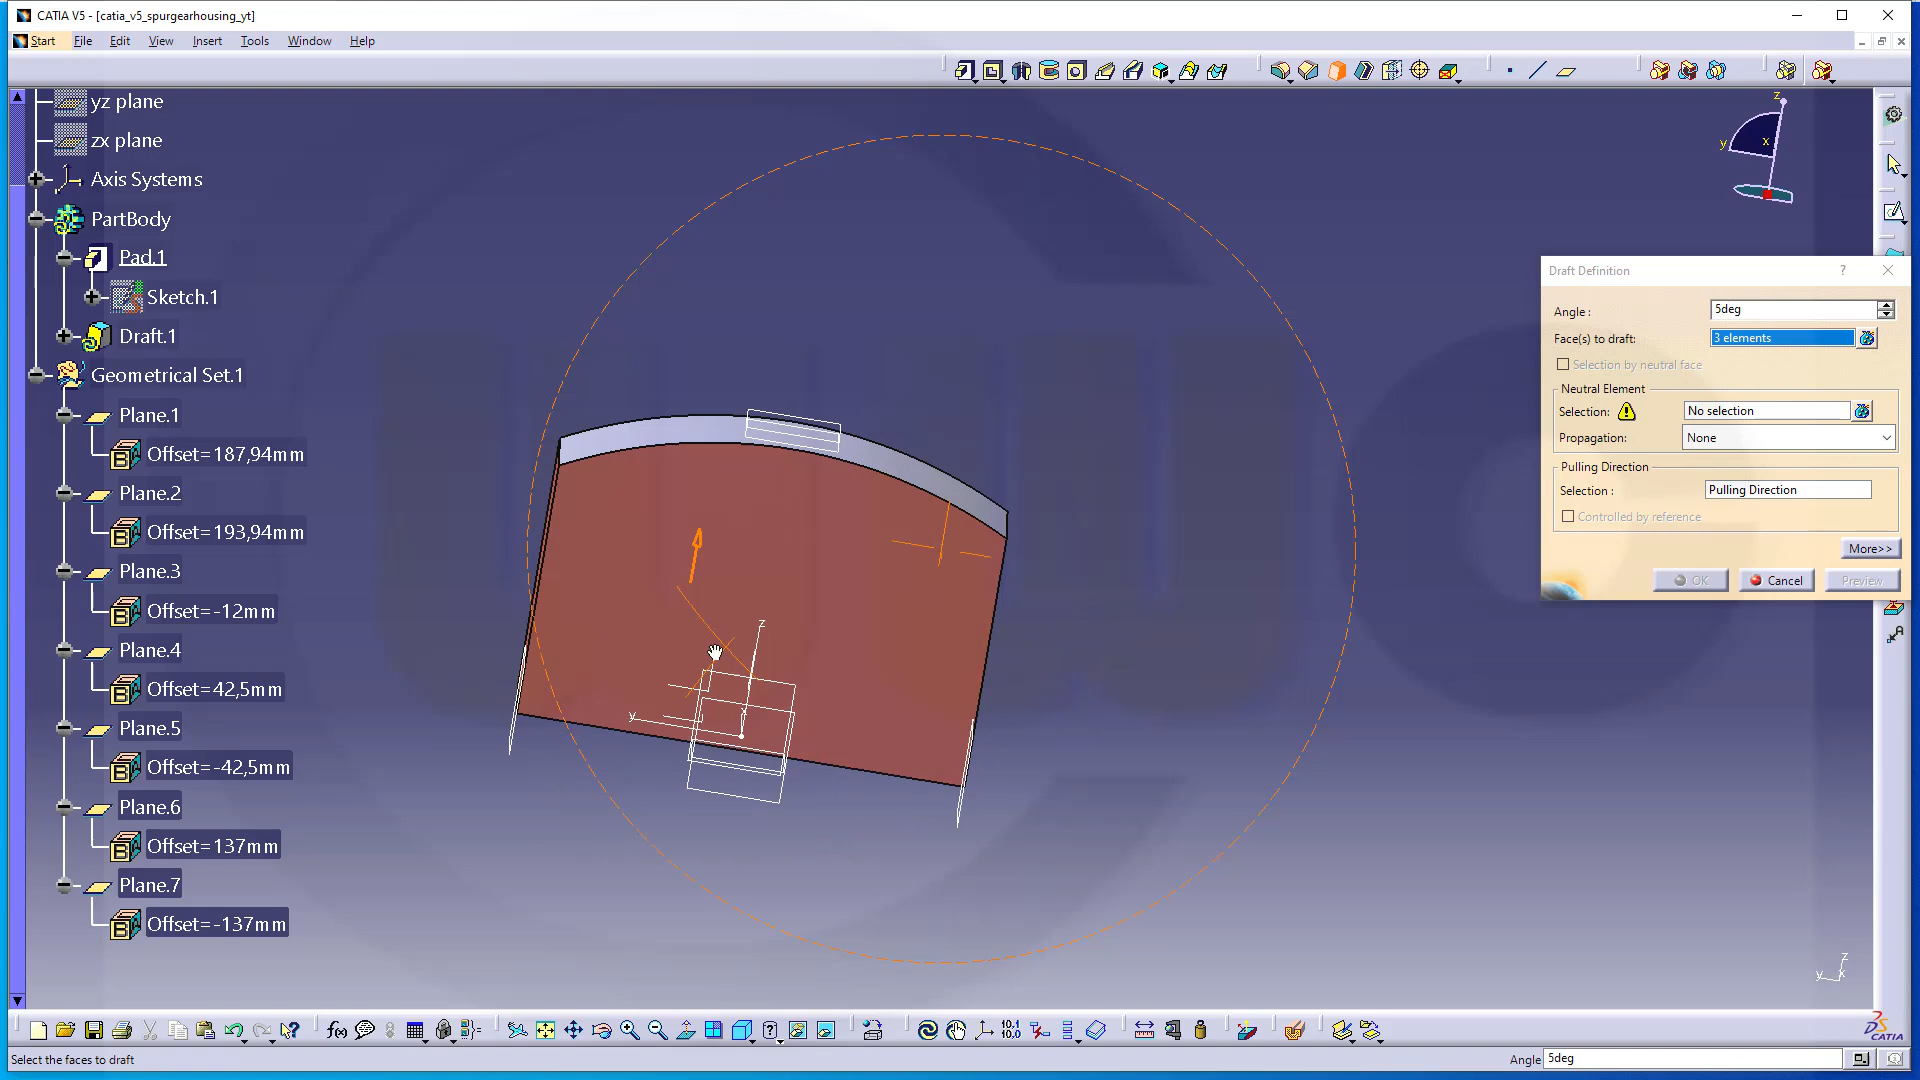 CATIA V5 - [catia_v5_spurgearhousing_yt]
Start File Edit View Insert Tools Window Help
yz plane
zx plane
Axis Systems
PartBody
Pad.1
Sketch.1
Draft.1
Geometrical Set.1
Plane.1
Offset=187,94mm
Plane.2
Offset=193,94mm
Plane.3
Offset=-12mm
Plane.4
Offset=42,5mm
Plane.5
Offset=-42,5mm
Plane.6
Offset=137mm
Plane.7
Offset=-137mm
z
y
x
z
y
x
Draft Definition
Angle : 5deg
Face(s) to draft: 3 elements
Selection by neutral face
Neutral Element
Selection: No selection
Propagation: None
Pulling Direction
Selection : Pulling Direction
Controlled by reference
More>>
OK Cancel Preview
z
y x
f(x)
10,1
10,0
CATIA
Select the faces to draft
Angle 5deg